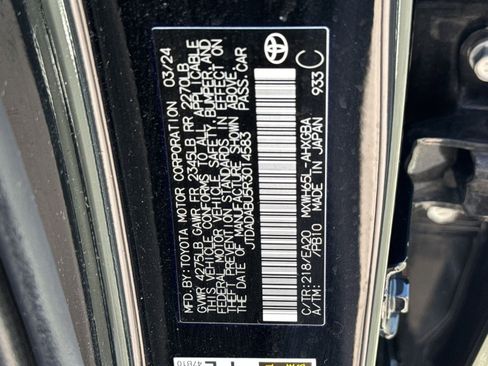 MFD.BY: TOYOTA MOTOR CORPORATION 03/24
GVWR 4275LB GAWR FR 2345LB RR 2270LB
THIS VEHICLE CONFORMS TO ALL APPLICABLE
FEDERAL MOTOR VEHICLE SAFETY, BUMPER, AND
THEFT PREVENTION STANDARDS IN EFFECT ON
THE DATE OF MANUFACTURE SHOWN ABOVE.
JTDADABU5R3014583 PASS.CAR
C/TR:218/EA20 MXWH65L-AHXGBA
A/TM: /PB10 MADE IN JAPAN
933 C
47B10